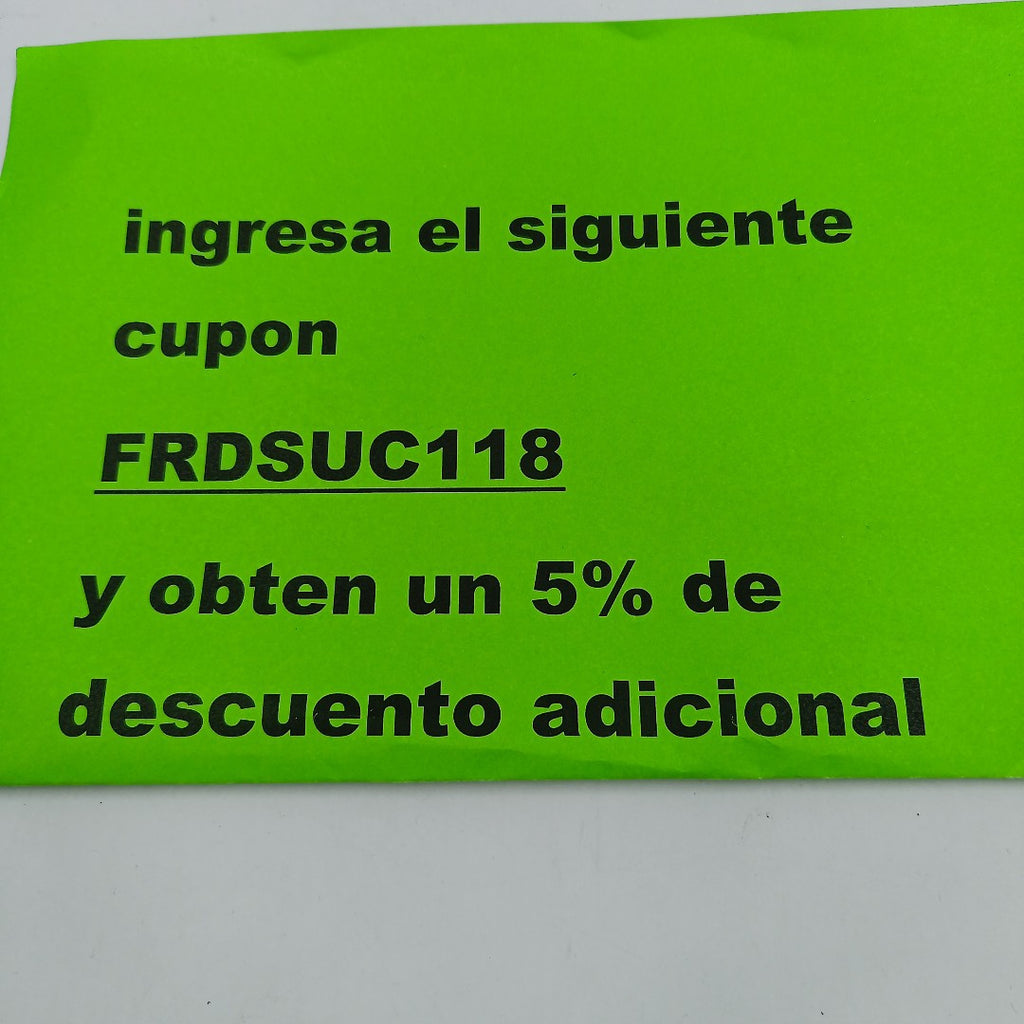 ingresa el siguiente
cupon
FRDSUC118
y obten un 5% de
descuento adicional